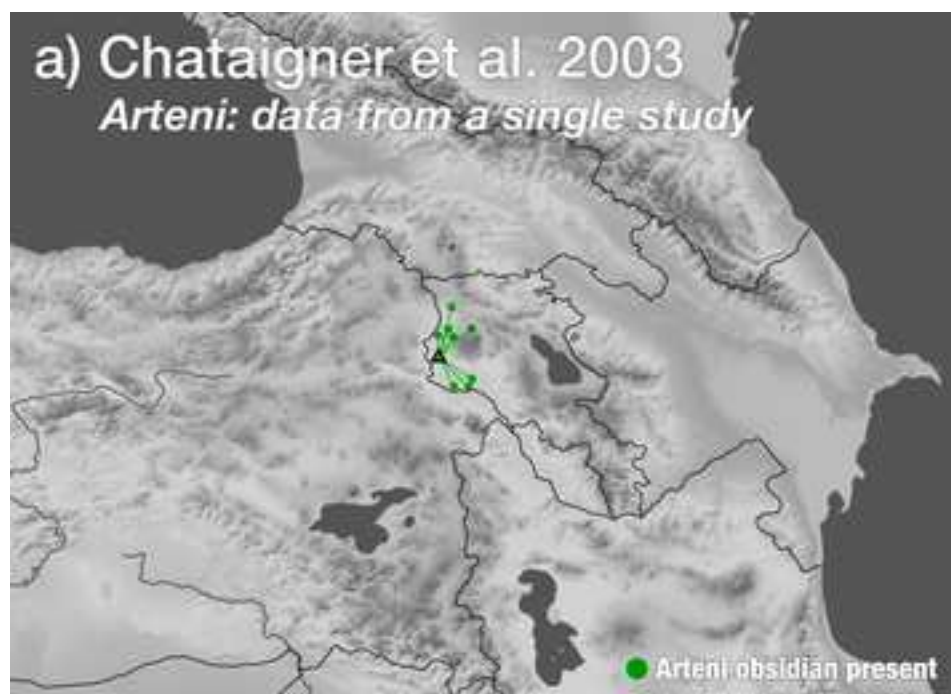 a) Chataigner et al. 2003
Arteni: data from a single study
Arteni obsidian present